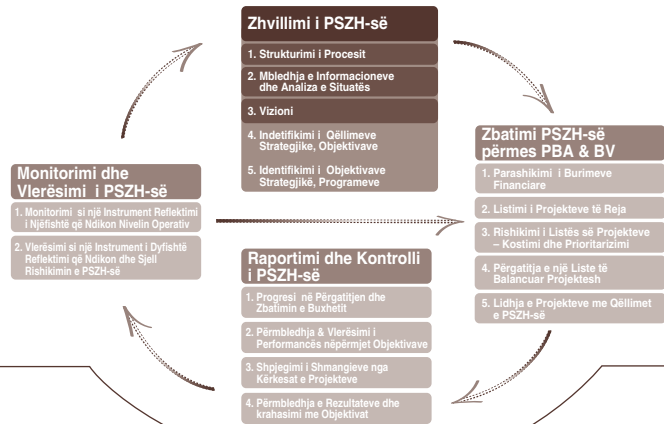 Zhvillimi i PSZH-së
1. Strukturimi i Procesit
2. Mbledhja e Informacioneve
dhe Analiza e Situatës
3. Vizioni
4. Indetifikimi i Qëllimeve
Strategjike, Objektivave
5. Identifikimi i Objektivave
Strategjikë, Programeve
Zbatimi PSZH-së
përmes PBA & BV
1. Parashikimi i Burimeve
Financiare
2. Listimi i Projekteve të Reja
3. Rishikimi i Listës së Projekteve
– Kostimi dhe Prioritarizimi
4. Përgatitja e një Liste të
Balancuar Projektesh
5. Lidhja e Projekteve me Qëllimet
e PSZH-së
Raportimi dhe Kontrolli
i PSZH-së
1. Progresi në Përgatitjen dhe
Zbatimin e Buxhetit
2. Përmbledhja & Vlerësimi i
Performancës nëpërmjet Objektivave
3. Shpjegimi i Shmangieve nga
Kërkesat e Projekteve
4. Përmbledhja e Rezultateve dhe
krahasimi me Objektivat
Monitorimi dhe
Vlerësimi i PSZH-së
1. Monitorimi si një Instrument Reflektimi
i Njëfishtë që Ndikon Nivelin Operativ
2. Vlerësimi si një Instrument i Dyfishtë
Reflektimi që Ndikon dhe Sjell
Rishikimin e PSZH-së